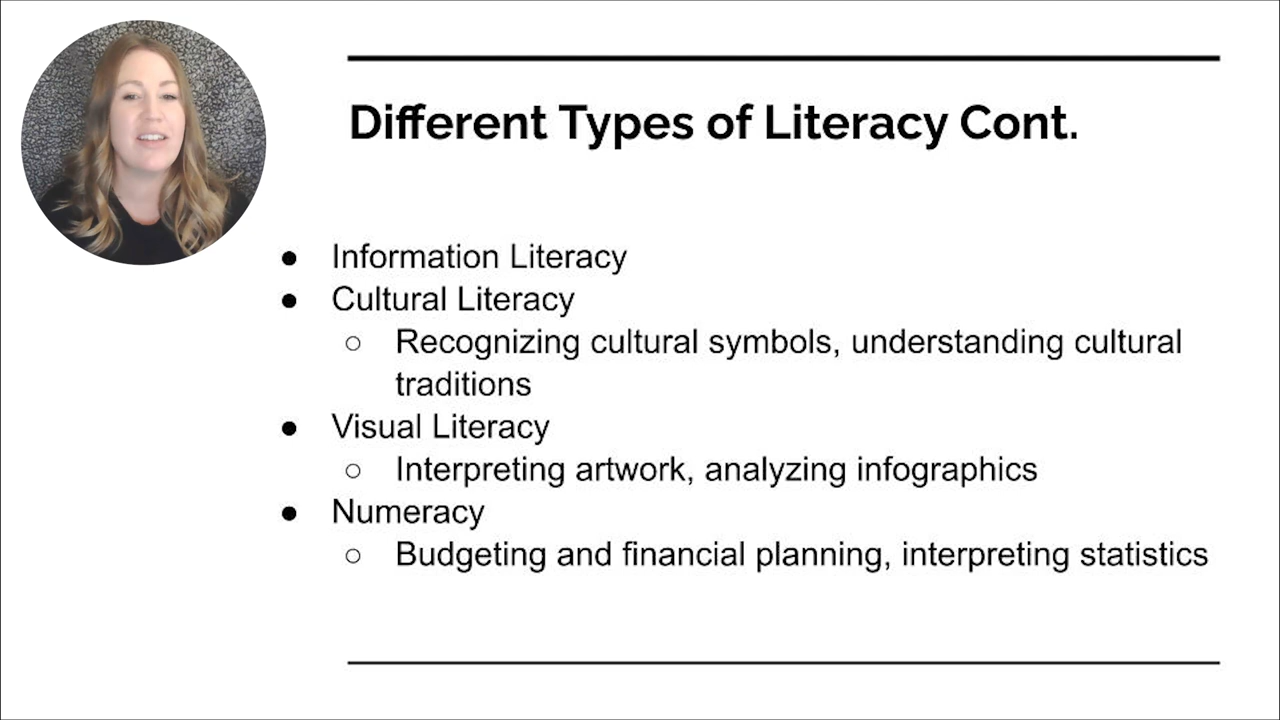 Different Types of Literacy Cont.
● Information Literacy
● Cultural Literacy
○ Recognizing cultural symbols, understanding cultural
traditions
● Visual Literacy
○ Interpreting artwork, analyzing infographics
● Numeracy
○ Budgeting and financial planning, interpreting statistics